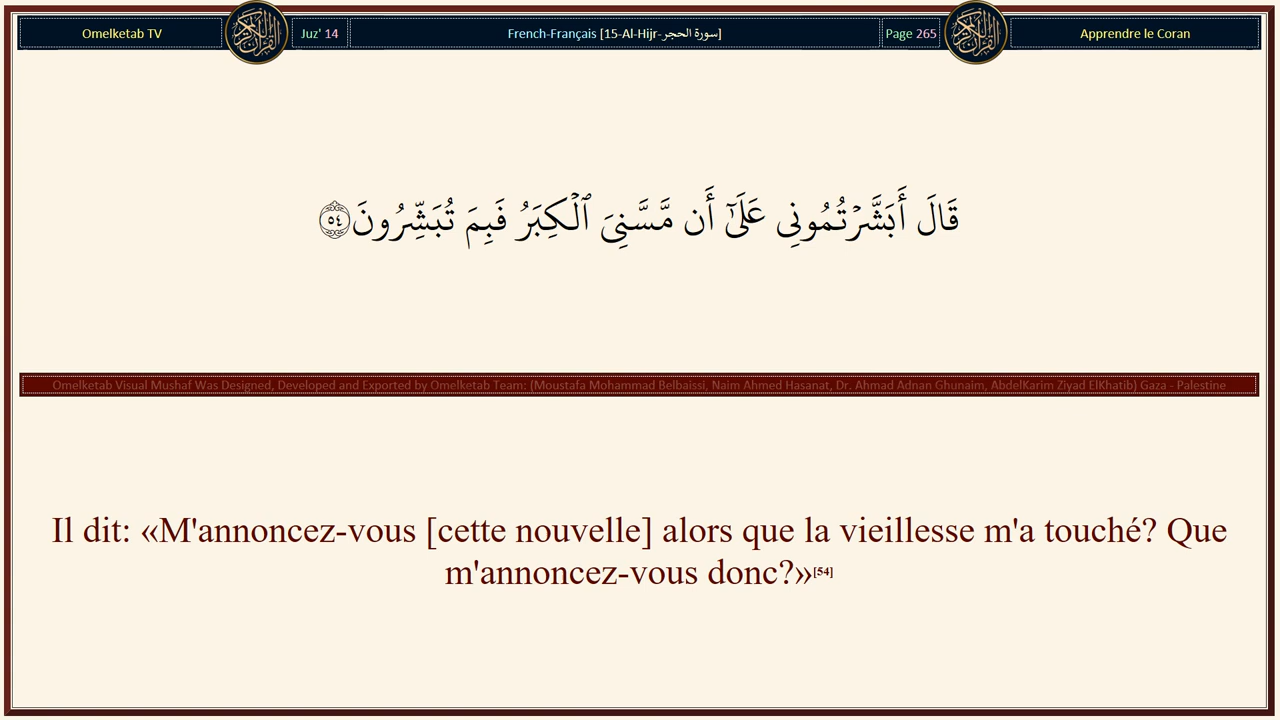 Omelketab TV
Juz' 14
French-Français [15-Al-Hijr-سورة الحجر]
Page 265
Apprendre le Coran
قَالَ أَبَشَّرۡتُمُونِي عَلَىٰٓ أَن مَّسَّنِيَ ٱلۡكِبَرُ فَبِمَ تُبَشِّرُونَ ٥٤
Omelketab Visual Mushaf Was Designed, Developed and Exported by Omelketab Team: (Moustafa Mohammad Belbaissi, Naim Ahmed Hasanat, Dr. Ahmad Adnan Ghunaim, AbdelKarim Ziyad ElKhatib) Gaza - Palestine
Il dit: «M'annoncez-vous [cette nouvelle] alors que la vieillesse m'a touché? Que
m'annoncez-vous donc?»[54]